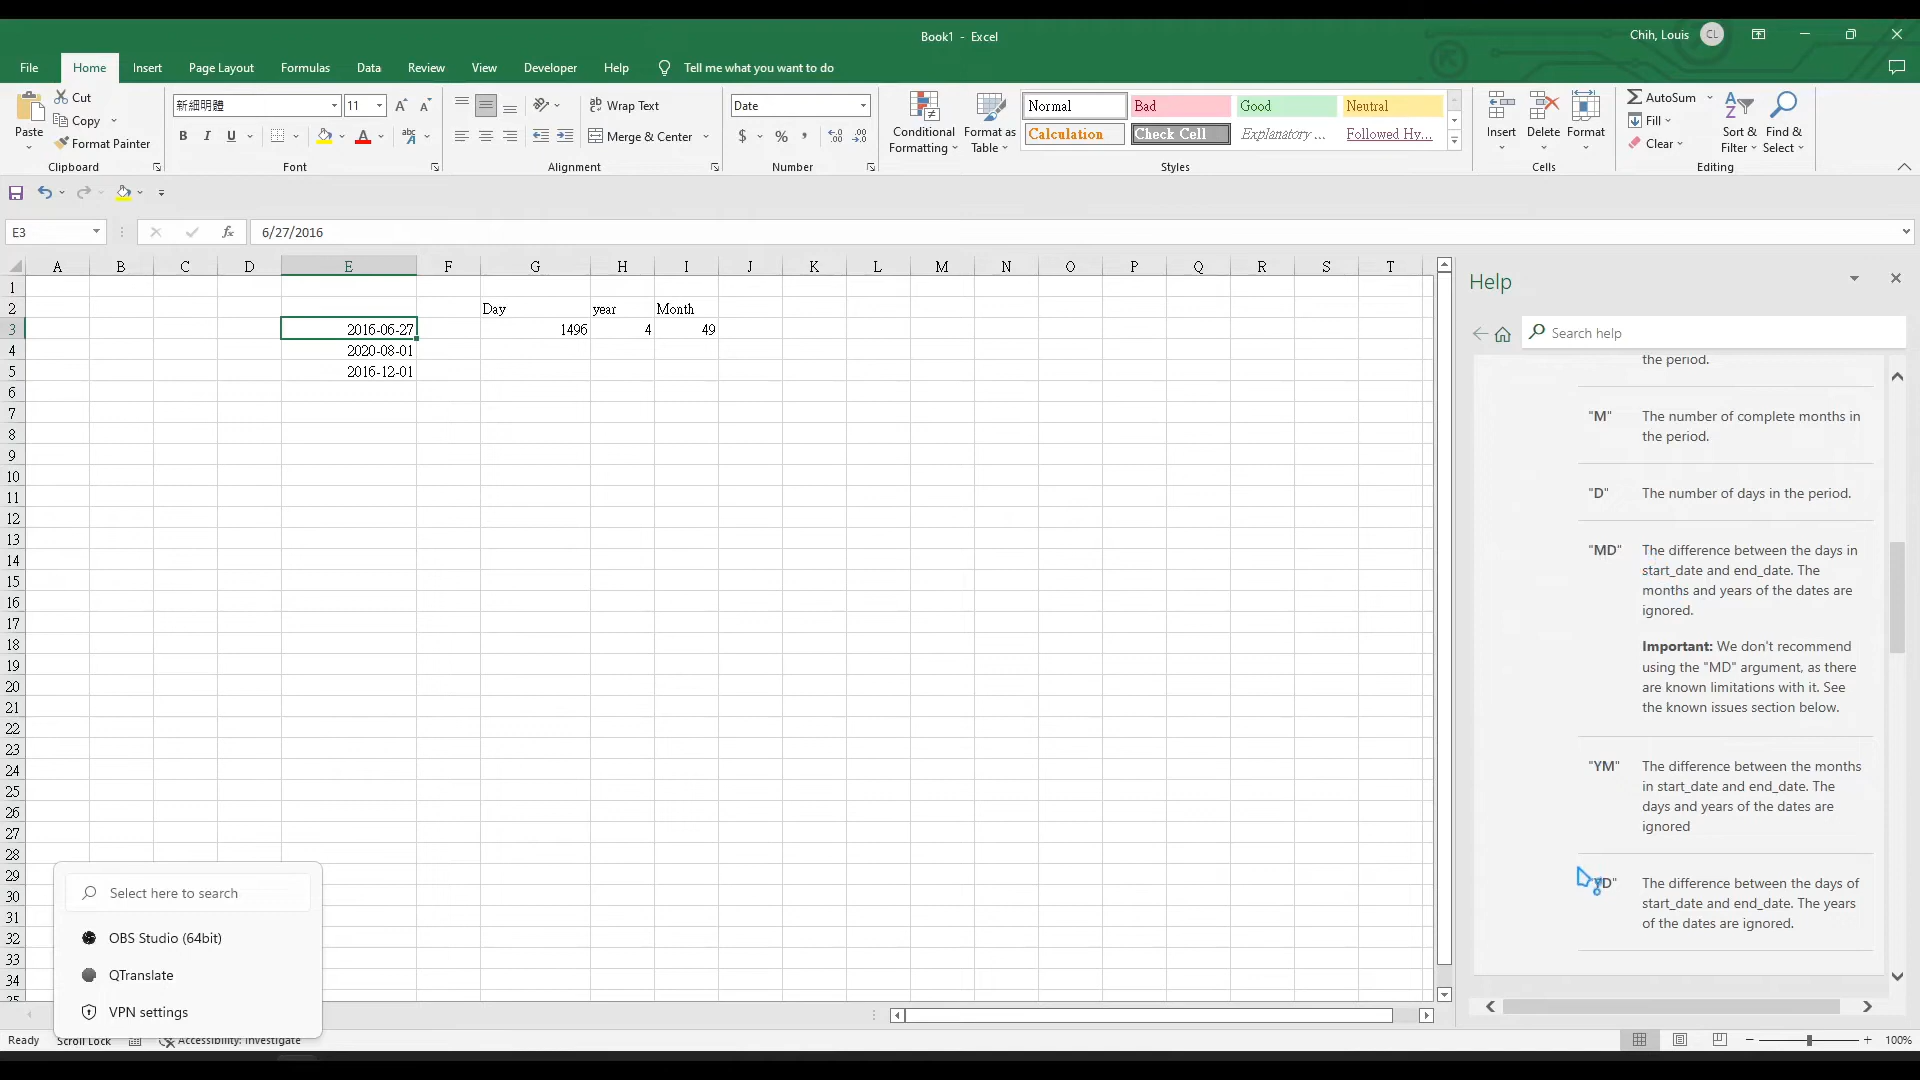 Book1 - Excel
Chih, Louis CL
File Home Insert Page Layout Formulas Data Review View Developer Help Tell me what you want to do
Paste
Cut
Copy
Format Painter
Clipboard
新細明體 11
B I U
Font
Wrap Text
Merge & Center
Alignment
Date
$ % ,
Number
Conditional
Formatting
Format as
Table
Normal Bad Good Neutral
Calculation Check Cell Explanatory ... Followed Hy...
Styles
Insert Delete Format
Cells
AutoSum
Fill
Clear
Sort &
Filter
Find &
Select
Editing
E3 fx 6/27/2016
A B C D E F G H I J K L M N O P Q R S T
1
2 Day year Month
3 2016-06-27 1496 4 49
4 2020-08-01
5 2016-12-01
6
7
8
9
10
11
12
13
14
15
16
17
18
19
20
21
22
23
24
25
26
27
28
29
30
31
32
33
34
35
Select here to search
OBS Studio (64bit)
QTranslate
VPN settings
Help
Search help
the period.
"M" The number of complete months in
the period.
"D" The number of days in the period.
"MD" The difference between the days in
start_date and end_date. The
months and years of the dates are
ignored.
Important: We don't recommend
using the "MD" argument, as there
are known limitations with it. See
the known issues section below.
"YM" The difference between the months
in start_date and end_date. The
days and years of the dates are
ignored
"YD" The difference between the days of
start_date and end_date. The years
of the dates are ignored.
Ready Scroll Lock Accessibility: Investigate 100%